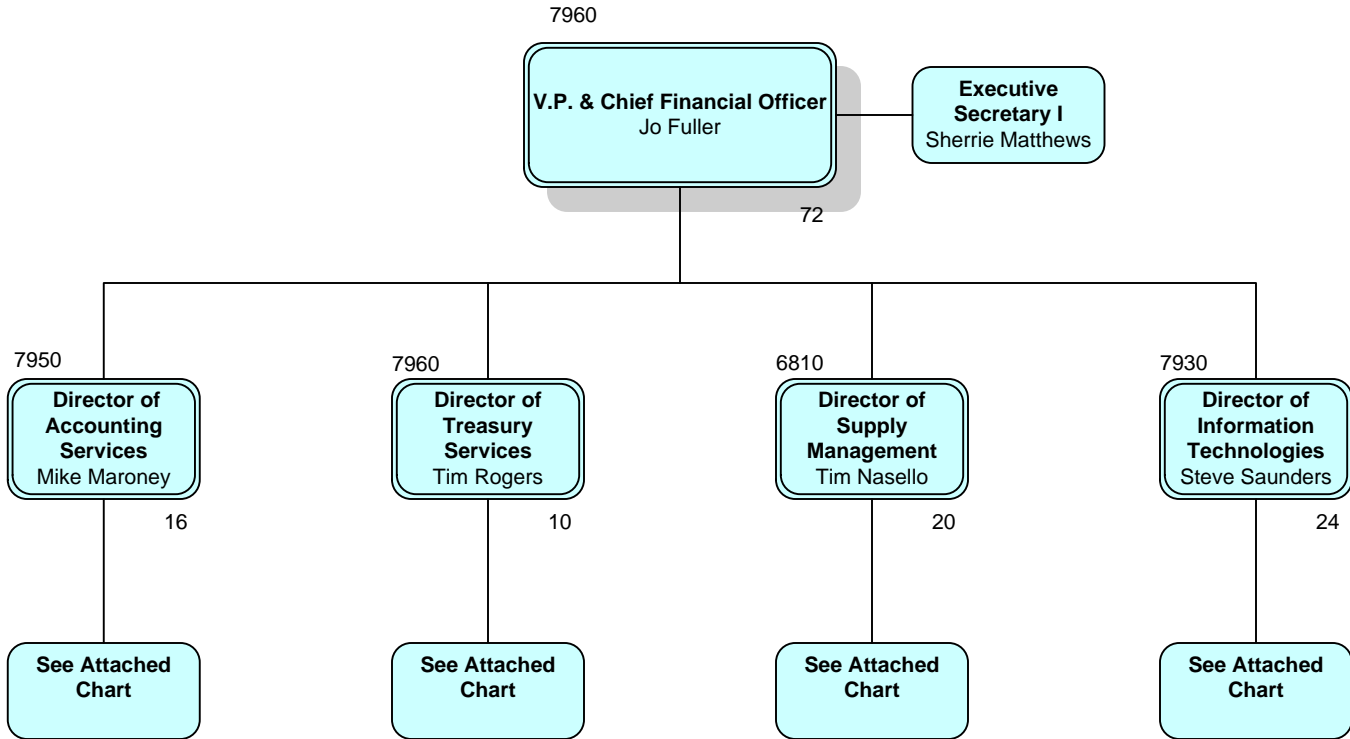 7960
V.P. & Chief Financial Officer
Jo Fuller
Executive
Secretary I
Sherrie Matthews
72
7950
Director of
Accounting
Services
Mike Maroney
16
7960
Director of
Treasury
Services
Tim Rogers
10
6810
Director of
Supply
Management
Tim Nasello
20
7930
Director of
Information
Technologies
Steve Saunders
24
See Attached
Chart
See Attached
Chart
See Attached
Chart
See Attached
Chart